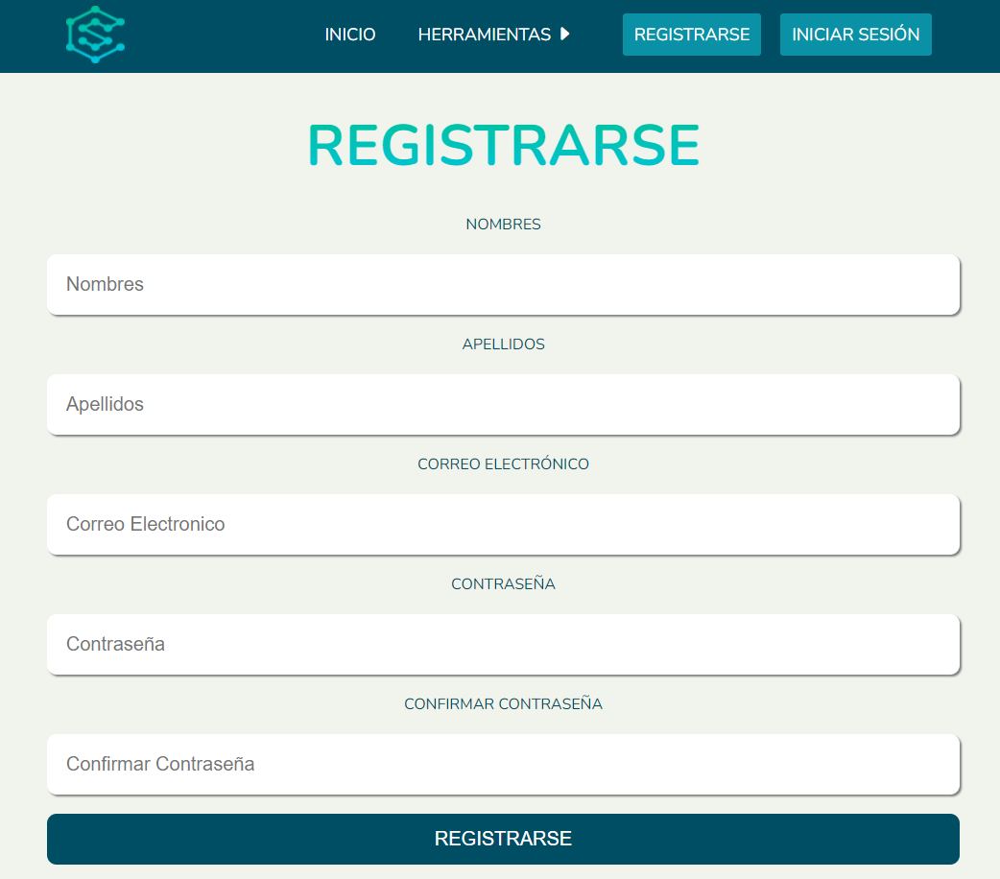 INICIO HERRAMIENTAS REGISTRARSE INICIAR SESIÓN
REGISTRARSE
NOMBRES
Nombres
APELLIDOS
Apellidos
CORREO ELECTRÓNICO
Correo Electronico
CONTRASEÑA
Contraseña
CONFIRMAR CONTRASEÑA
Confirmar Contraseña
REGISTRARSE